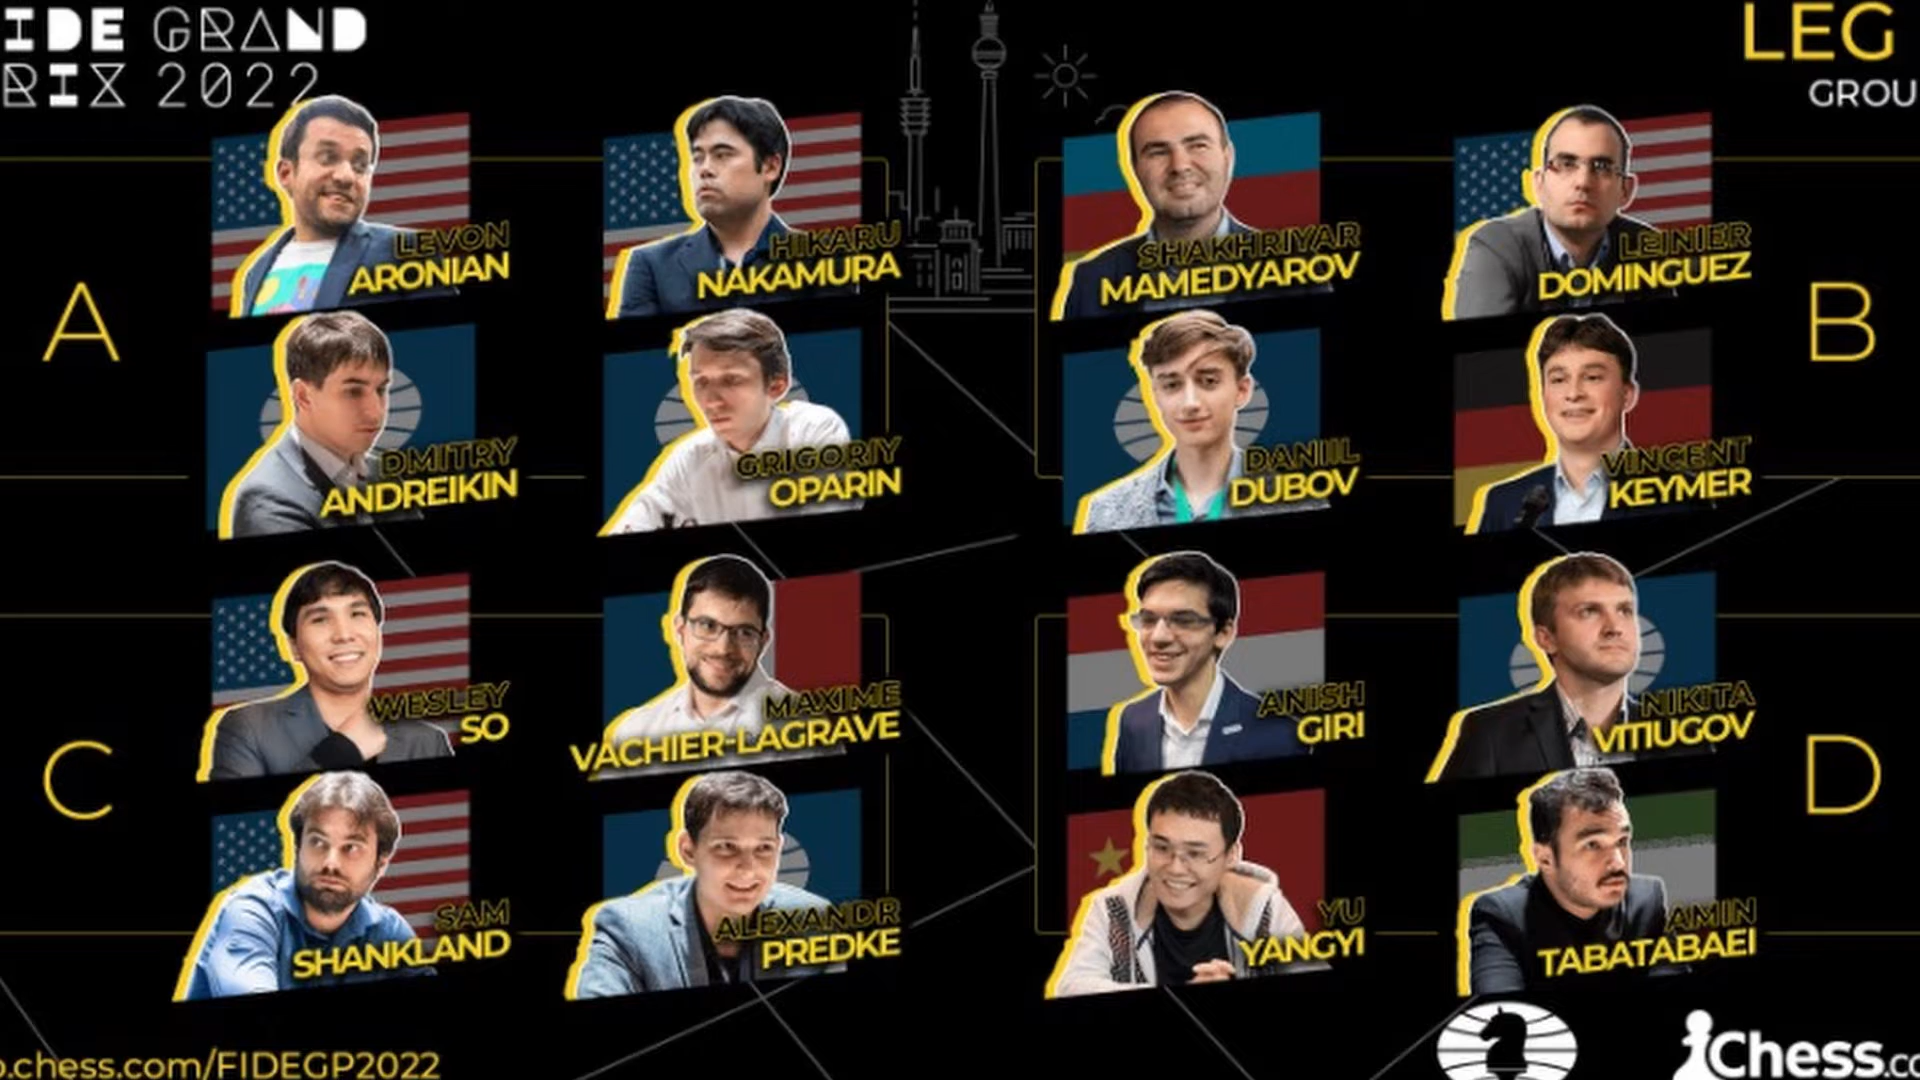 IDE GRAND
RIX 2022
LEG
GROU
A
LEVON
ARONIAN
HIKARU
NAKAMURA
DMITRY
ANDREIKIN
GRIGORIY
OPARIN
SHAKHRIYAR
MAMEDYAROV
LEINIER
DOMINGUEZ
B
DANIIL
DUBOV
VINCENT
KEYMER
C
WESLEY
SO
MAXIME
VACHIER-LAGRAVE
SAM
SHANKLAND
ALEXANDR
PREDKE
ANISH
GIRI
NIKITA
VITIUGOV
D
YU
YANGYI
AMIN
TABATABAEI
o.chess.com/FIDEGP2022
Chess.co